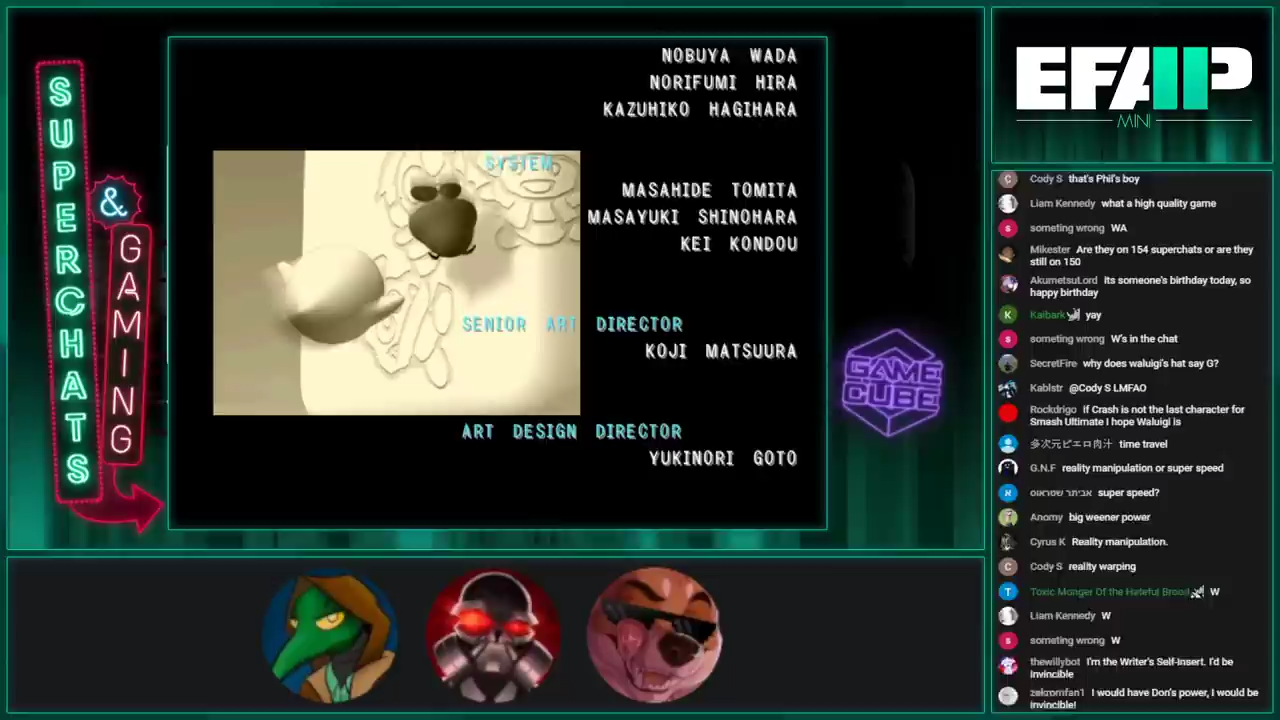 SUPERCHATS
&
GAMING
NOBUYA WADA
NORIFUMI HIRA
KAZUHIKO HAGIHARA
SYSTEM
MASAHIDE TOMITA
MASAYUKI SHINOHARA
KEI KONDOU
SENIOR ART DIRECTOR
KOJI MATSUURA
ART DESIGN DIRECTOR
YUKINORI GOTO
GAME
CUBE
EFAP
MINI
C Cody S that's Phil's boy
Liam Kennedy what a high quality game
s someting wrong WA
Mikester Are they on 154 superchats or are they
still on 150
AkumetsuLord Its someone's birthday today, so
happy birthday
K Kaibark yay
s someting wrong W's in the chat
SecretFire why does waluigi's hat say G?
Kablstr @Cody S LMFAO
Rockdrigo if Crash is not the last character for
Smash Ultimate I hope Waluigi is
多次元ピエロ肉汁 time travel
G.N.F reality manipulation or super speed
א אביתר שטראוס super speed?
Anomy big weener power
Cyrus K Reality manipulation.
C Cody S reality warping
T Toxic Manger Of the Hateful Brood W
Liam Kennedy W
s someting wrong W
thewillybot I'm the Writer's Self-Insert. I'd be
Invincible
zekromfan1 I would have Don's power, I would be
invincible!